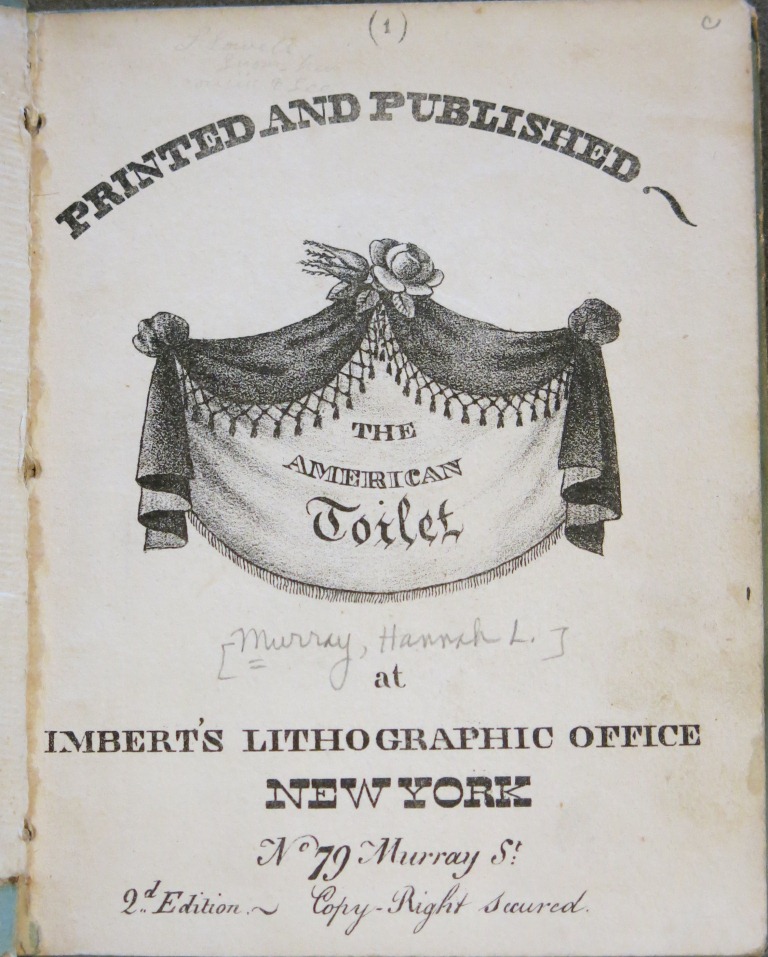 (1)
c
PRINTED AND PUBLISHED
THE
AMERICAN
Toilet
[Murray, Hannah L.]
at
IMBERT'S LITHOGRAPHIC OFFICE
NEW YORK
No 79 Murray St
2.d Edition. ~ Copy-Right secured.